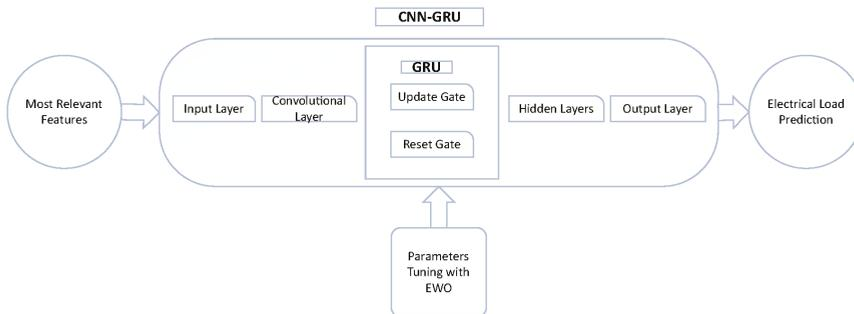 CNN-GRU
Most Relevant
Features
Input Layer
Convolutional
Layer
GRU
Update Gate
Reset Gate
Hidden Layers
Output Layer
Electrical Load
Prediction
Parameters
Tuning with
EWO